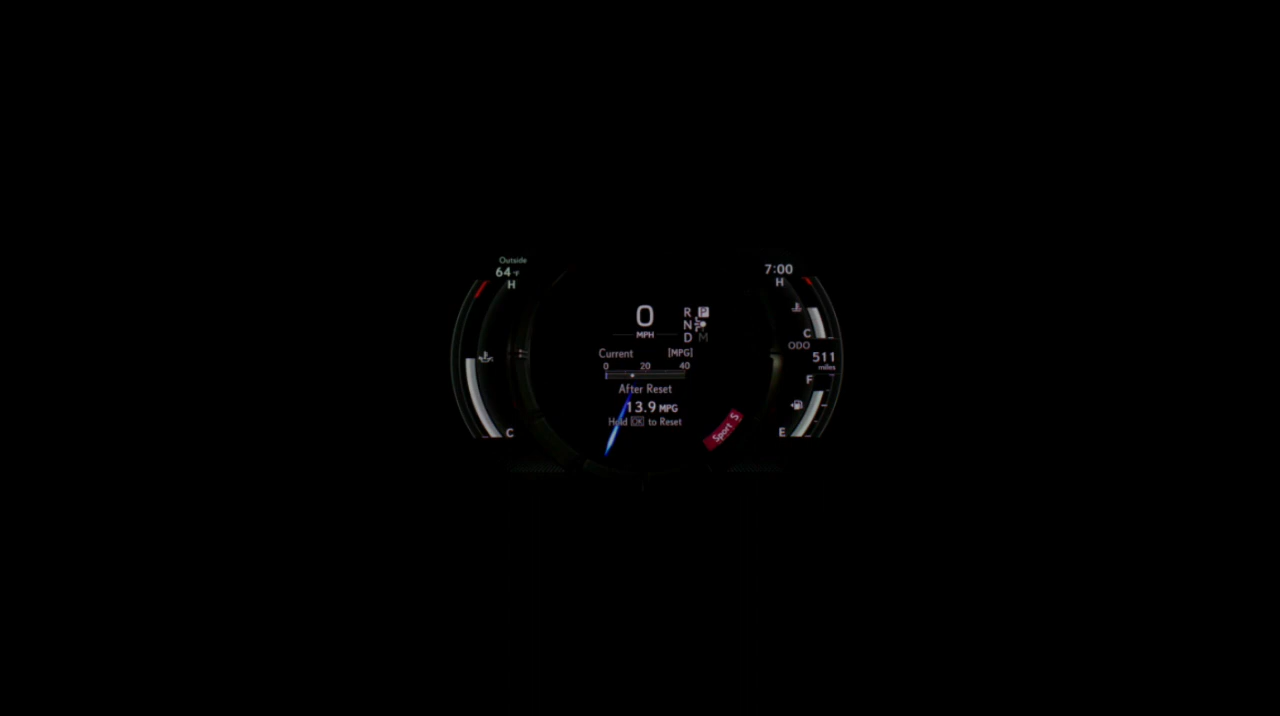 Outside
64 °F
H
C
0
MPH
R P
N
D M
Current [MPG]
0 20 40
After Reset
13.9 MPG
Hold OK to Reset
Sport S
7:00
H
C
ODO
511
miles
F
E